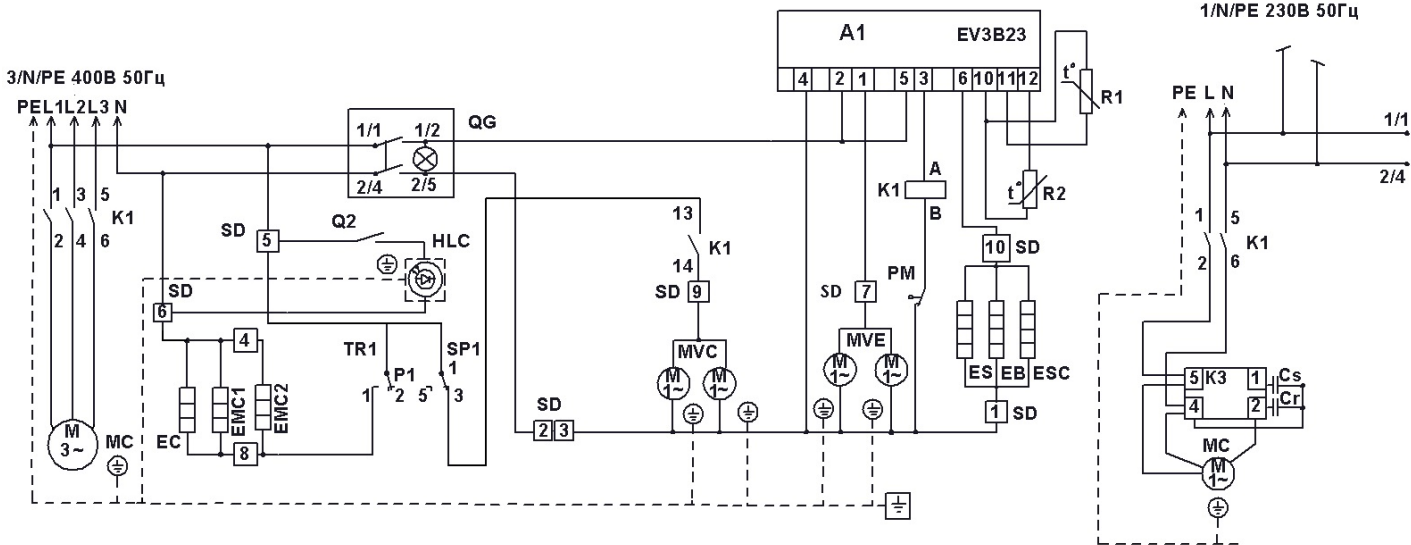 1/N/PE 230В 50Гц
A1 EV3B23
3/N/PE 400В 50Гц
4 2 1 5 3 6 10 11 12
t° R1
PE L1 L2 L3 N
PE L N
1/1 1/2 QG
1/1
2/4 2/5
2/4
A
K1
B
t° R2
1 3 5
K1
2 4 6
13
K1
14
1 5
K1
2 6
SD 5 Q2 HLC
10 SD
PM
SD 6
SD 9
SD 7
4
TR1 SP1
1
P1
1 2 5 3
MVC
M 1~ M 1~
MVE
M 1~ M 1~
ES EB ESC
5 K3 1 Cs
4 2 Cr
EC EMC1 EMC2
8
SD
2 3
1 SD
M 3~ MC
MC
M 1~